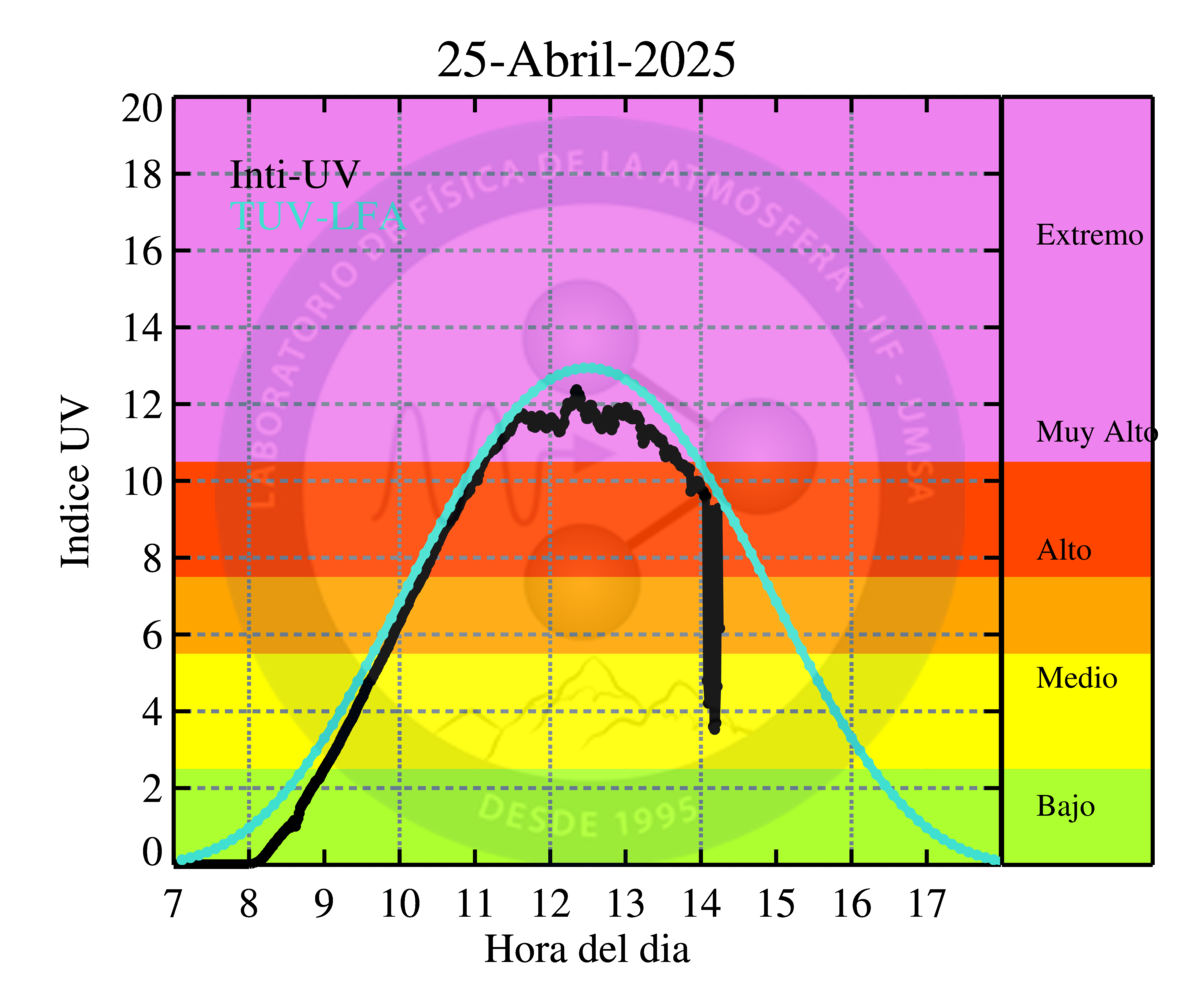 25-Abril-2025
20
18
16
14
12
10
8
6
4
2
0
Indice UV
Inti-UV
TUV-LFA
LABORATORIO DE FÍSICA DE LA ATMÓSFERA - IIF - UMSA
DESDE 1995
Extremo
Muy Alto
Alto
Medio
Bajo
7 8 9 10 11 12 13 14 15 16 17
Hora del dia